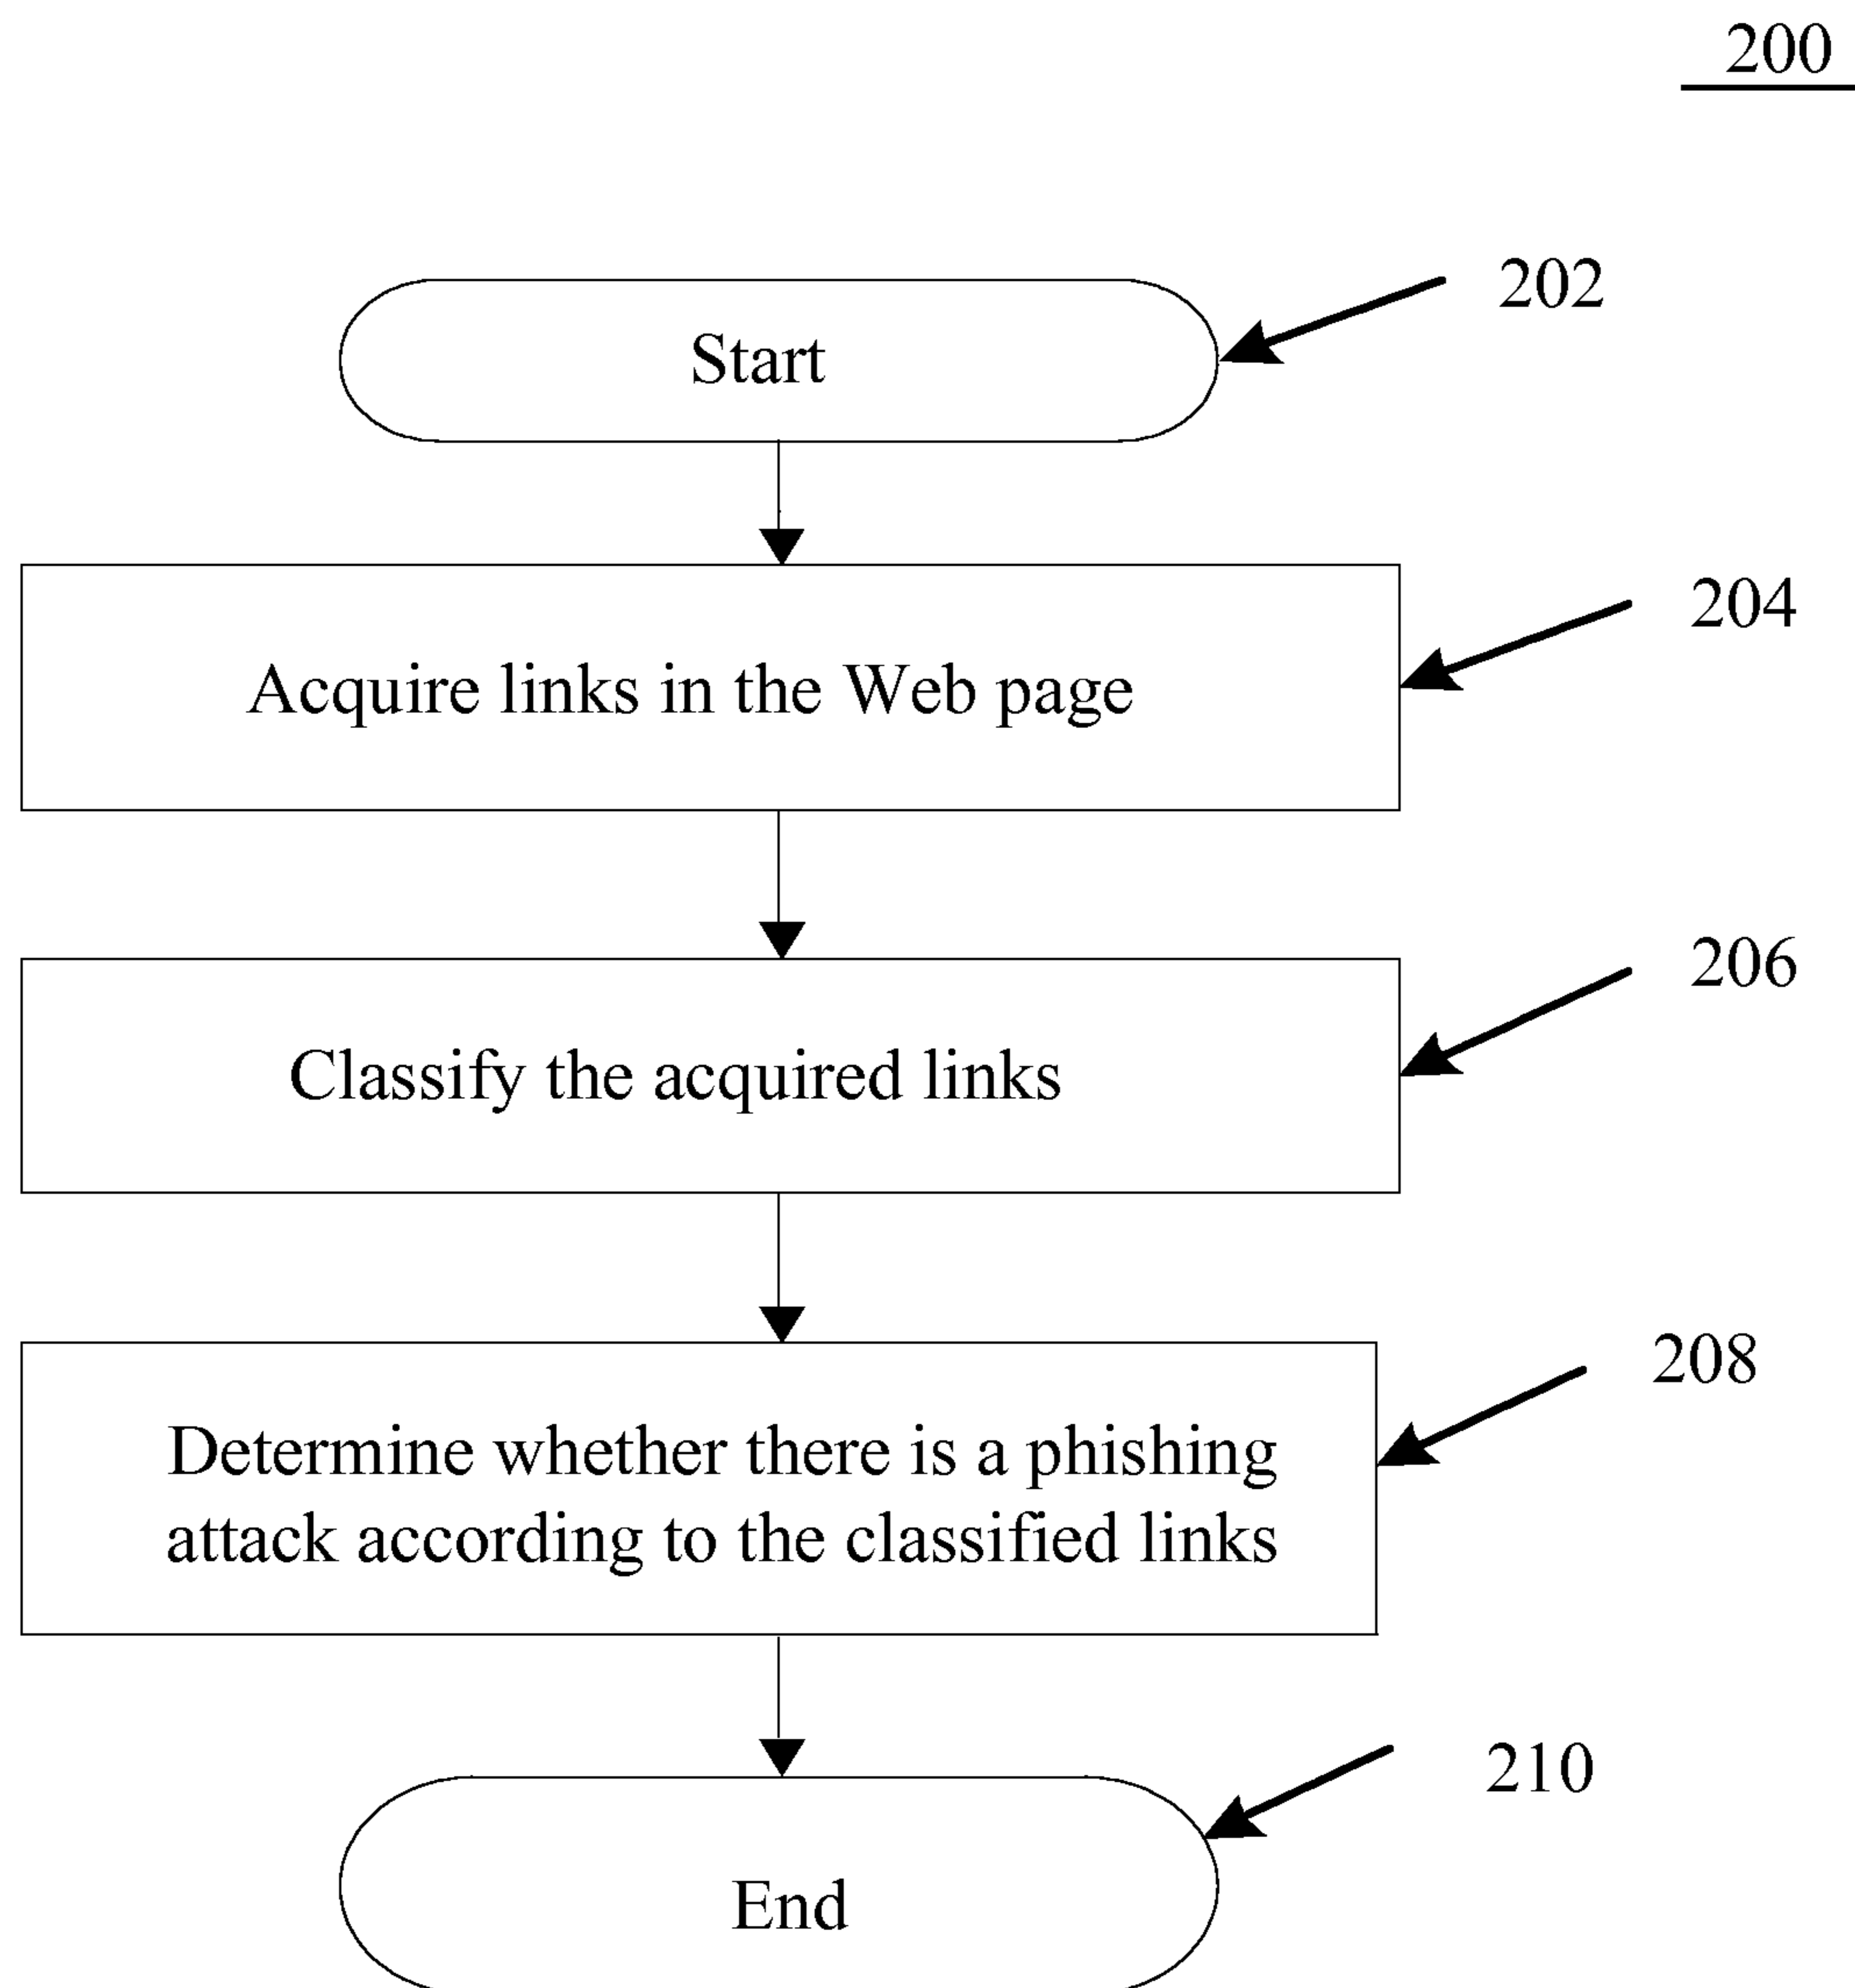 200
202
Start
204
Acquire links in the Web page
206
Classify the acquired links
208
Determine whether there is a phishing
attack according to the classified links
210
End